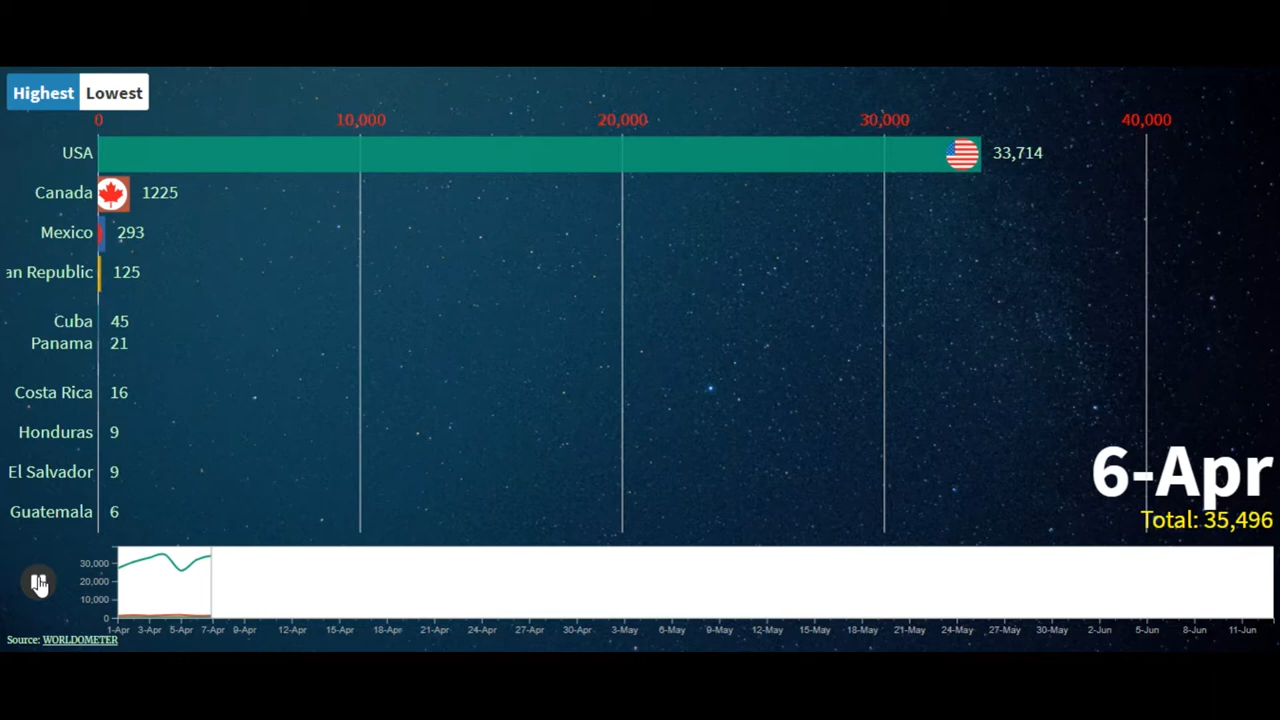 Highest Lowest
0 10,000 20,000 30,000 40,000
USA 33,714
Canada 1225
Mexico 293
an Republic 125
Cuba 45
Panama 21
Costa Rica 16
Honduras 9
El Salvador 9
Guatemala 6
6-Apr
Total: 35,496
30,000
20,000
10,000
0
1-Apr 3-Apr 5-Apr 7-Apr 9-Apr 12-Apr 15-Apr 18-Apr 21-Apr 24-Apr 27-Apr 30-Apr 3-May 6-May 9-May 12-May 15-May 18-May 21-May 24-May 27-May 30-May 2-Jun 5-Jun 8-Jun 11-Jun
Source: WORLDOMETER